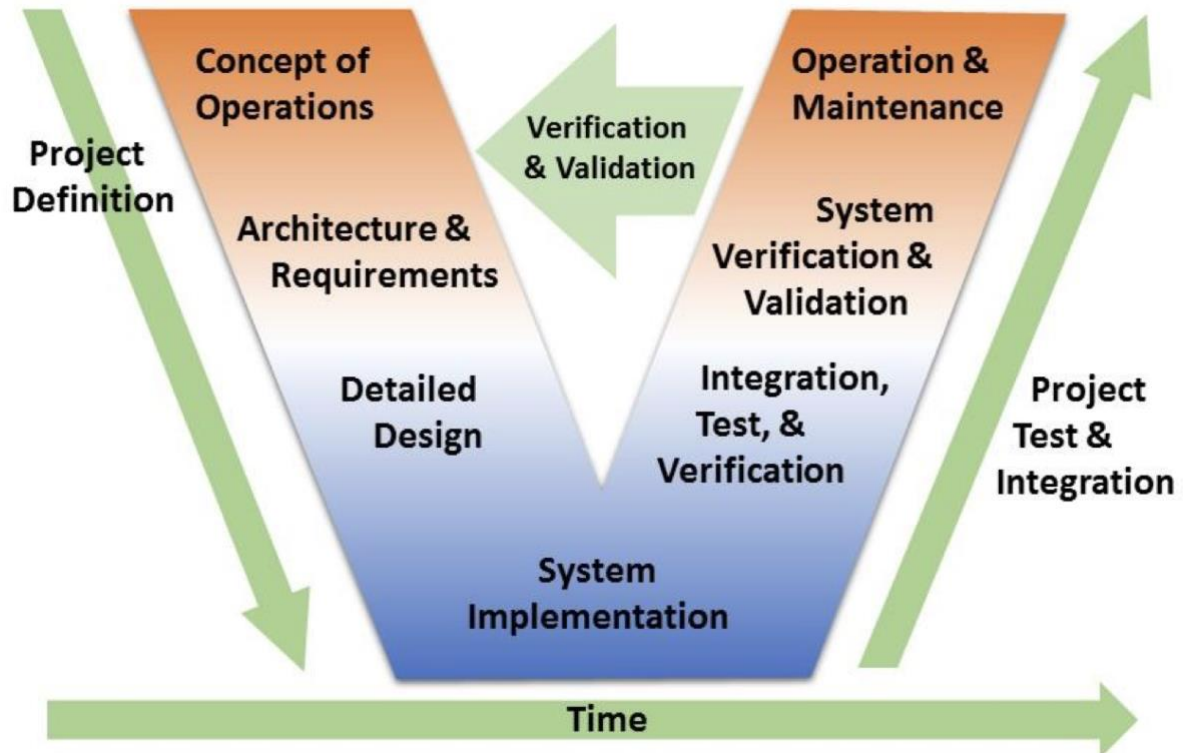 Concept of
Operations
Operation &
Maintenance
Verification
& Validation
Project
Definition
Architecture &
Requirements
System
Verification &
Validation
Detailed
Design
Integration,
Test, &
Verification
Project
Test &
Integration
System
Implementation
Time